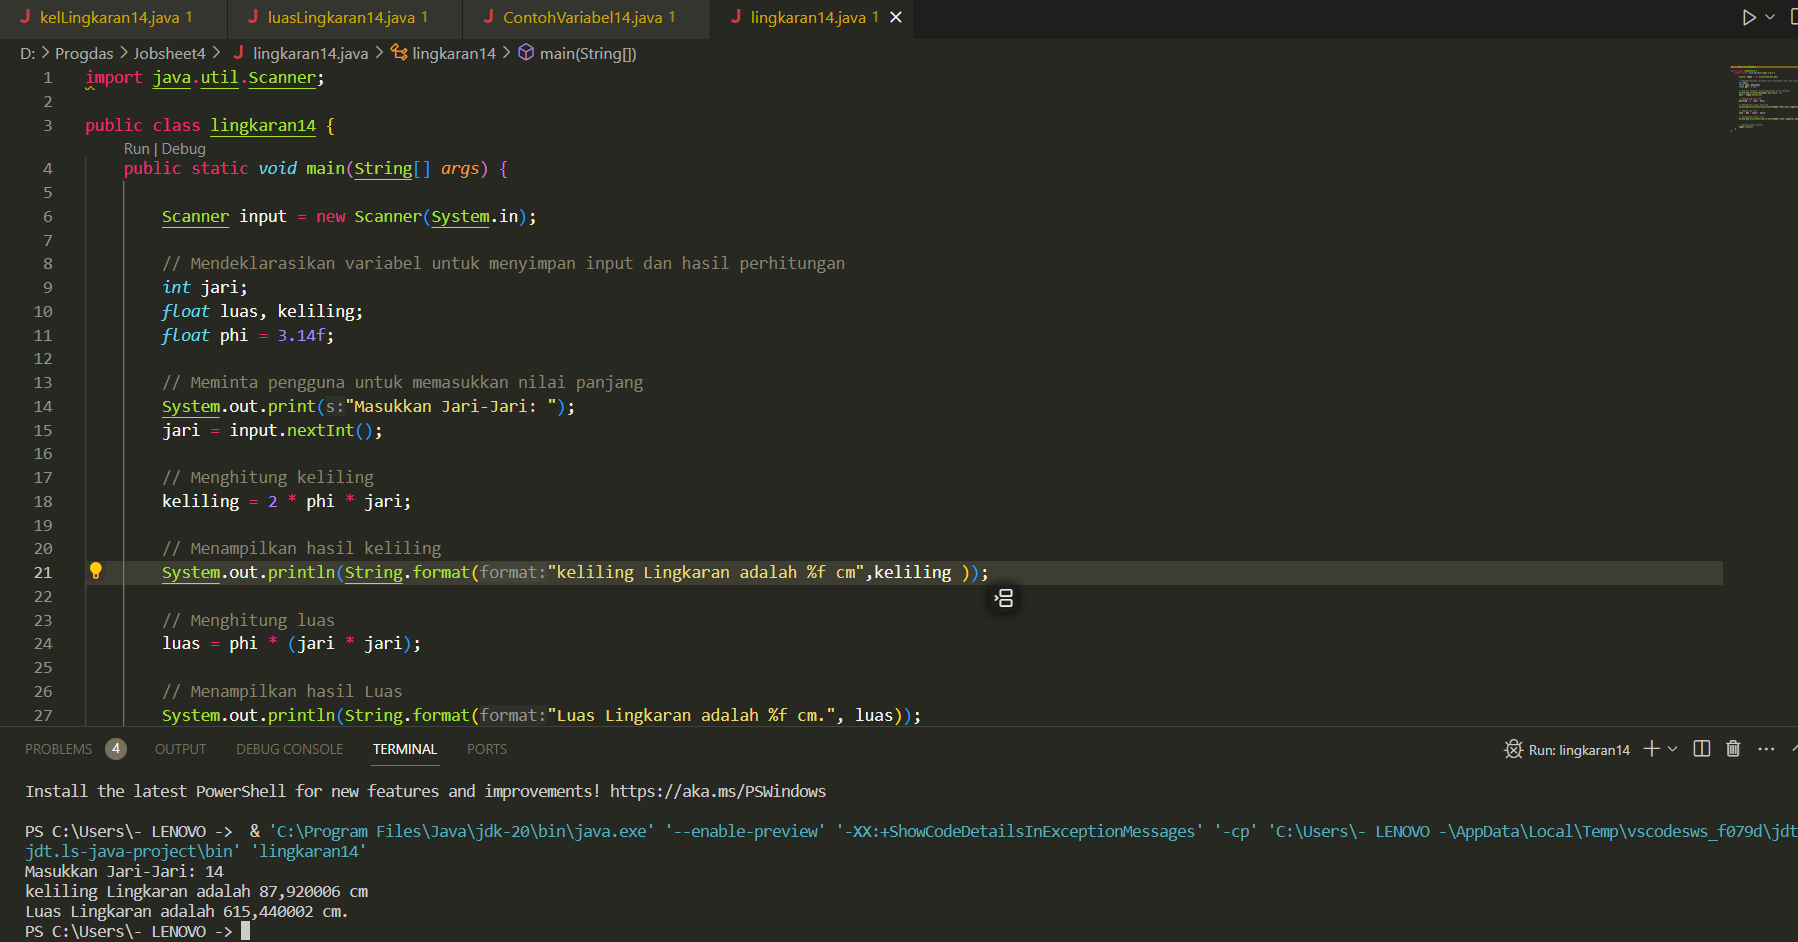 kelLingkaran14.java 1 luasLingkaran14.java 1 ContohVariabel14.java 1 lingkaran14.java 1
D: > Progdas > Jobsheet4 > lingkaran14.java > lingkaran14 > main(String[])
1 import java.util.Scanner;
2
3 public class lingkaran14 {
Run | Debug
4 public static void main(String[] args) {
5
6 Scanner input = new Scanner(System.in);
7
8 // Mendeklarasikan variabel untuk menyimpan input dan hasil perhitungan
9 int jari;
10 float luas, keliling;
11 float phi = 3.14f;
12
13 // Meminta pengguna untuk memasukkan nilai panjang
14 System.out.print(s:"Masukkan Jari-Jari: ");
15 jari = input.nextInt();
16
17 // Menghitung keliling
18 keliling = 2 * phi * jari;
19
20 // Menampilkan hasil keliling
21 System.out.println(String.format(format:"keliling Lingkaran adalah %f cm",keliling ));
22
23 // Menghitung luas
24 luas = phi * (jari * jari);
25
26 // Menampilkan hasil Luas
27 System.out.println(String.format(format:"Luas Lingkaran adalah %f cm.", luas));
PROBLEMS 4 OUTPUT DEBUG CONSOLE TERMINAL PORTS Run: lingkaran14
Install the latest PowerShell for new features and improvements! https://aka.ms/PSWindows
PS C:\Users\- LENOVO -> & 'C:\Program Files\Java\jdk-20\bin\java.exe' '--enable-preview' '-XX:+ShowCodeDetailsInExceptionMessages' '-cp' 'C:\Users\- LENOVO -\AppData\Local\Temp\vscodesws_f079d\jdt
jdt.ls-java-project\bin' 'lingkaran14'
Masukkan Jari-Jari: 14
keliling Lingkaran adalah 87,920006 cm
Luas Lingkaran adalah 615,440002 cm.
PS C:\Users\- LENOVO ->